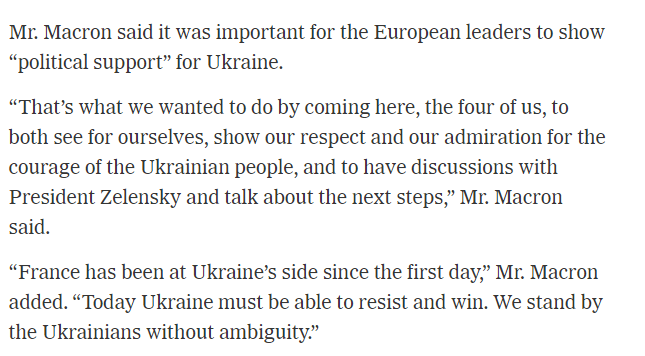 Mr. Macron said it was important for the European leaders to show
“political support” for Ukraine.
“That’s what we wanted to do by coming here, the four of us, to
both see for ourselves, show our respect and our admiration for the
courage of the Ukrainian people, and to have discussions with
President Zelensky and talk about the next steps,” Mr. Macron
said.
“France has been at Ukraine’s side since the first day,” Mr. Macron
added. “Today Ukraine must be able to resist and win. We stand by
the Ukrainians without ambiguity.”